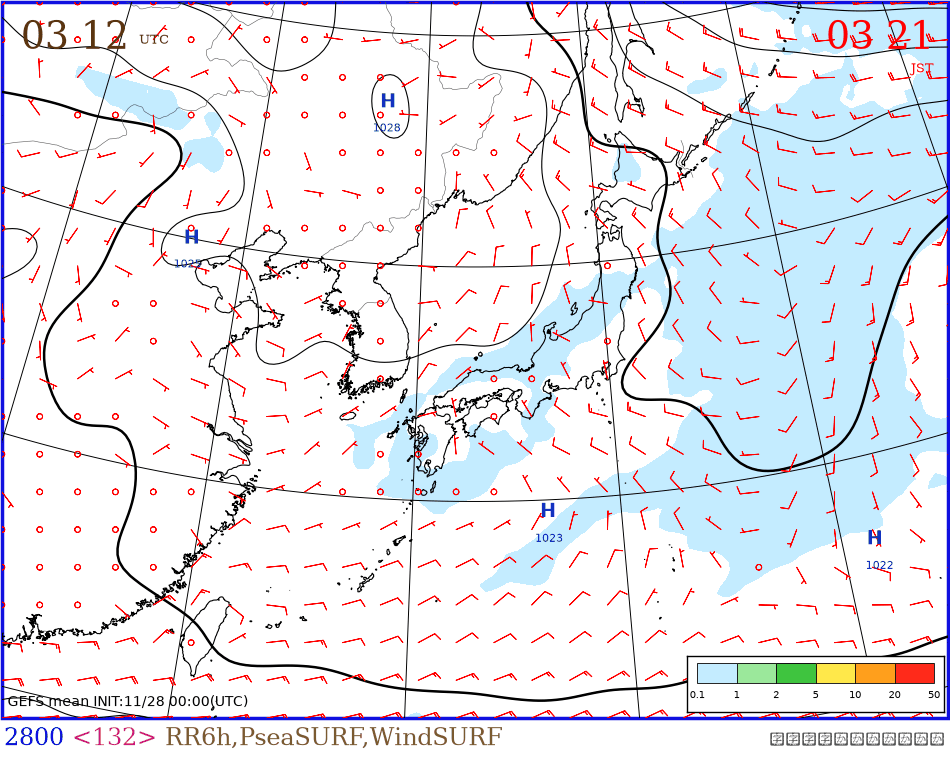 03 12 UTC
03 21 JST
H
1028
H
1025
H
1023
H
1022
0.1 1 2 5 10 20 50
GEFS mean INIT:11/28 00:00(UTC)
2800 <132> RR6h,PseaSURF,WindSURF